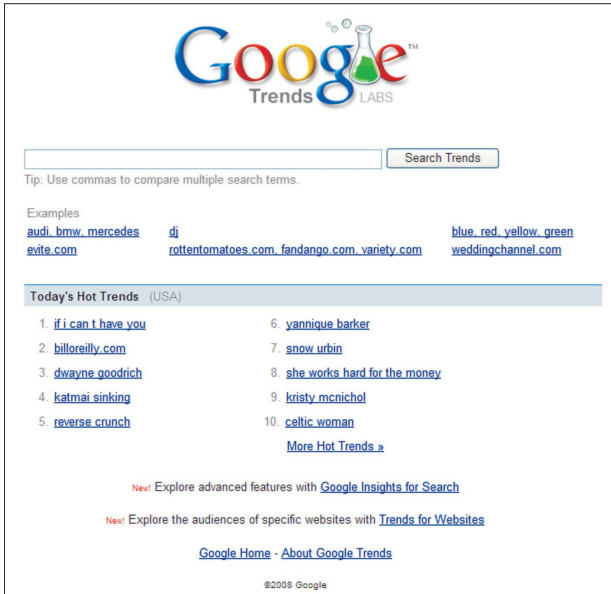 Google™
Trends LABS
Search Trends
Tip: Use commas to compare multiple search terms.
Examples
audi, bmw, mercedes dj blue, red, yellow, green
evite.com rottentomatoes.com, fandango.com, variety.com weddingchannel.com
Today's Hot Trends (USA)
1. if i can t have you 6. yannique barker
2. billoreilly.com 7. snow urbin
3. dwayne goodrich 8. she works hard for the money
4. katmai sinking 9. kristy mcnichol
5. reverse crunch 10. celtic woman
More Hot Trends »
New! Explore advanced features with Google Insights for Search
New! Explore the audiences of specific websites with Trends for Websites
Google Home - About Google Trends
©2008 Google